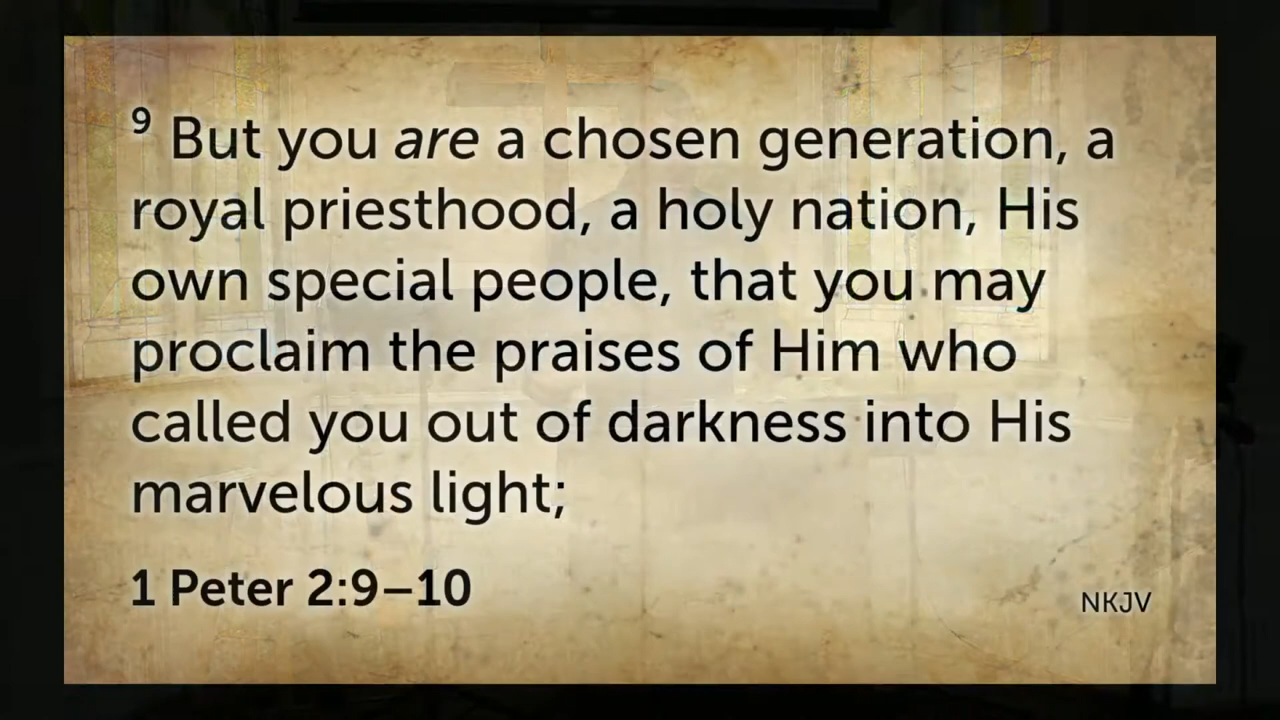 9 But you are a chosen generation, a
royal priesthood, a holy nation, His
own special people, that you may
proclaim the praises of Him who
called you out of darkness into His
marvelous light;
1 Peter 2:9–10
NKJV